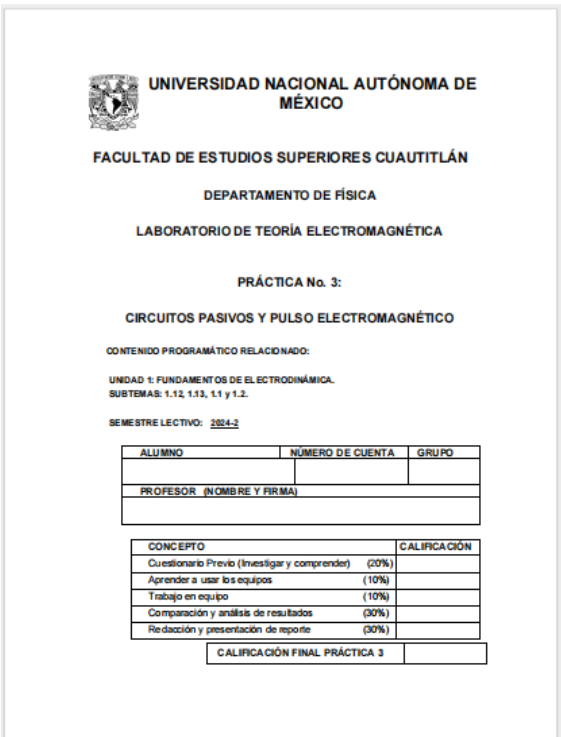 UNIVERSIDAD NACIONAL AUTÓNOMA DE
MÉXICO
FACULTAD DE ESTUDIOS SUPERIORES CUAUTITLÁN
DEPARTAMENTO DE FÍSICA
LABORATORIO DE TEORÍA ELECTROMAGNÉTICA
PRÁCTICA No. 3:
CIRCUITOS PASIVOS Y PULSO ELECTROMAGNÉTICO
CONTENIDO PROGRAMÁTICO RELACIONADO:
UNIDAD 1: FUNDAMENTOS DE ELECTRODINÁMICA.
SUBTEMAS: 1.12, 1.13, 1.1 y 1.2.
SEMESTRE LECTIVO: 2024-2
ALUMNO NÚMERO DE CUENTA GRUPO
PROFESOR (NOMBRE Y FIRMA)
CONCEPTO CALIFICACIÓN
Cuestionario Previo (Investigar y comprender) (20%)
Aprender a usar los equipos (10%)
Trabajo en equipo (10%)
Comparación y análisis de resultados (30%)
Redacción y presentación de reporte (30%)
CALIFICACIÓN FINAL PRÁCTICA 3